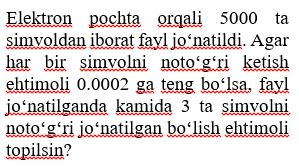 Elektron pochta orqali 5000 ta
simvoldan iborat fayl jo‘natildi. Agar
har bir simvolni noto‘g‘ri ketish
ehtimoli 0.0002 ga teng bo‘lsa, fayl
jo‘natilganda kamida 3 ta simvolni
noto‘g‘ri jo‘natilgan bo‘lish ehtimoli
topilsin?